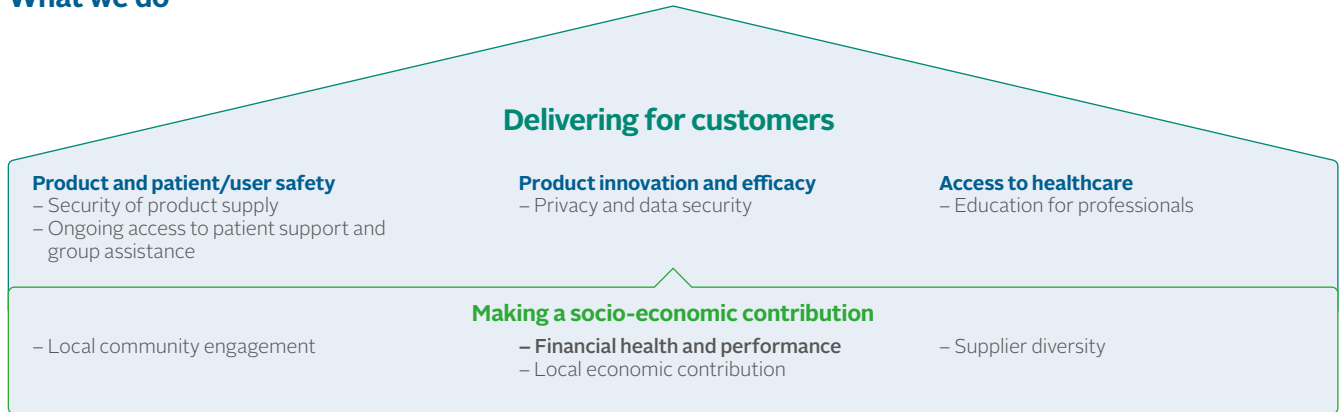 What we do
Delivering for customers
Product and patient/user safety
– Security of product supply
– Ongoing access to patient support and
group assistance
Product innovation and efficacy
– Privacy and data security
Access to healthcare
– Education for professionals
Making a socio-economic contribution
– Local community engagement
– Financial health and performance
– Local economic contribution
– Supplier diversity